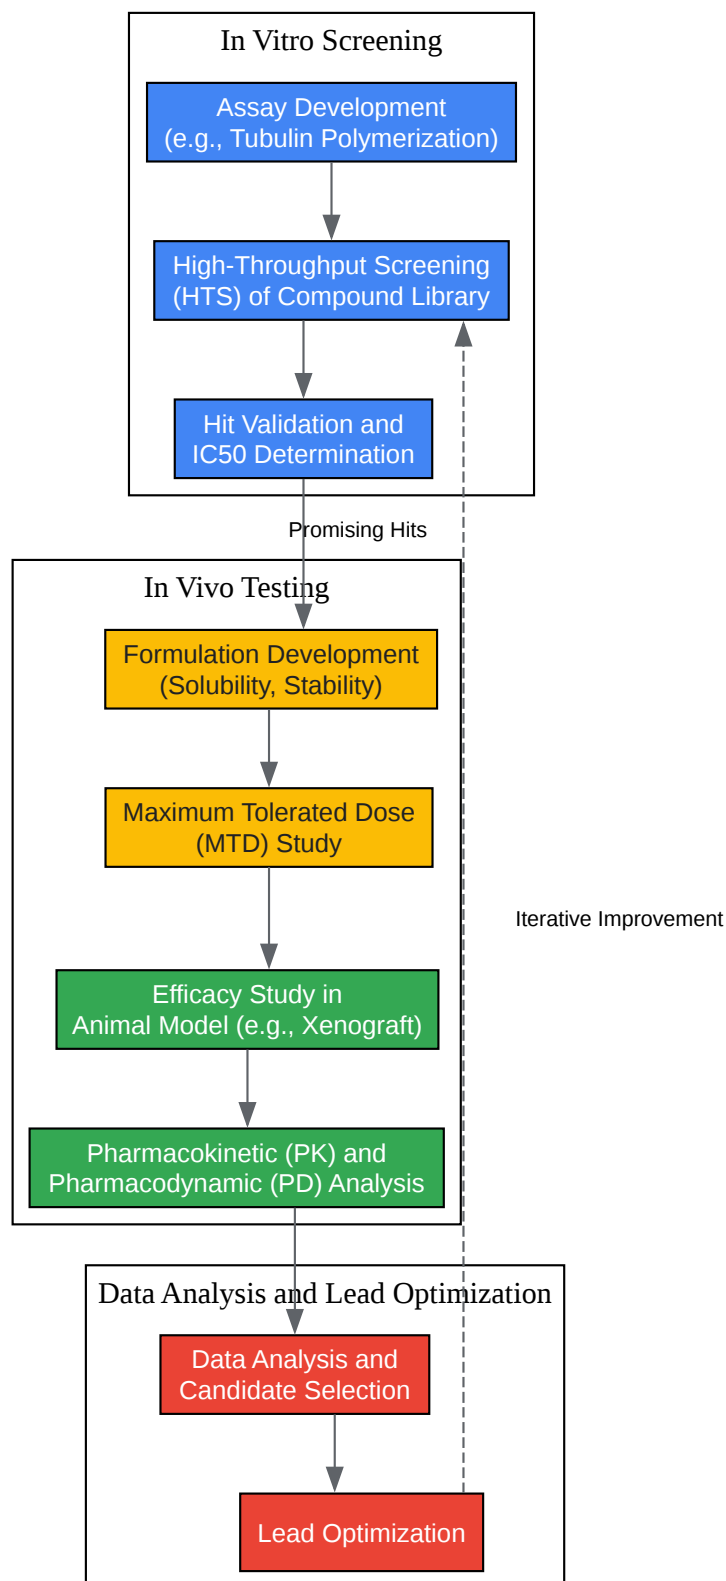 In Vitro Screening
Assay Development
(e.g., Tubulin Polymerization)
High-Throughput Screening
(HTS) of Compound Library
Hit Validation and
IC50 Determination
Promising Hits
In Vivo Testing
Formulation Development
(Solubility, Stability)
Maximum Tolerated Dose
(MTD) Study
Iterative Improvement
Efficacy Study in
Animal Model (e.g., Xenograft)
Pharmacokinetic (PK) and
Pharmacodynamic (PD) Analysis
Data Analysis and Lead Optimization
Data Analysis and
Candidate Selection
Lead Optimization